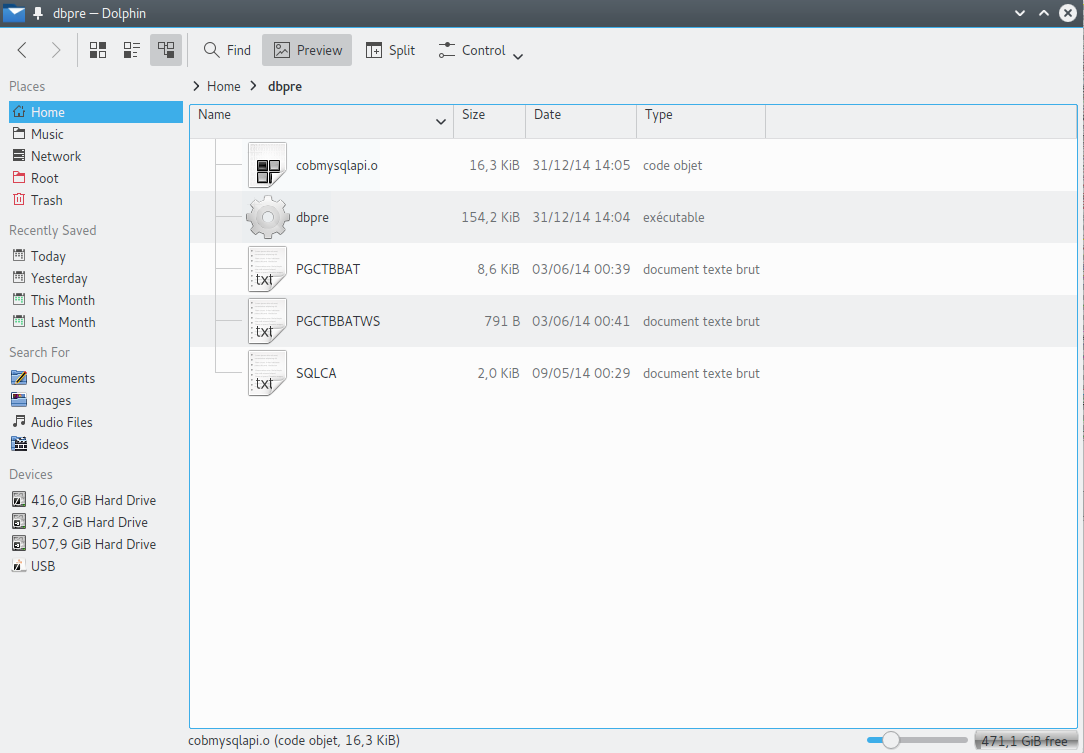 dbpre — Dolphin
Find Preview Split Control
Places
Home
Music
Network
Root
Trash
Recently Saved
Today
Yesterday
This Month
Last Month
Search For
Documents
Images
Audio Files
Videos
Devices
416,0 GiB Hard Drive
37,2 GiB Hard Drive
507,9 GiB Hard Drive
USB
Home dbpre
Name Size Date Type
cobmysqlapi.o 16,3 KiB 31/12/14 14:05 code objet
dbpre 154,2 KiB 31/12/14 14:04 exécutable
txt PGCTBBAT 8,6 KiB 03/06/14 00:39 document texte brut
txt PGCTBBATWS 791 B 03/06/14 00:41 document texte brut
txt SQLCA 2,0 KiB 09/05/14 00:29 document texte brut
cobmysqlapi.o (code objet, 16,3 KiB) 471,1 GiB free